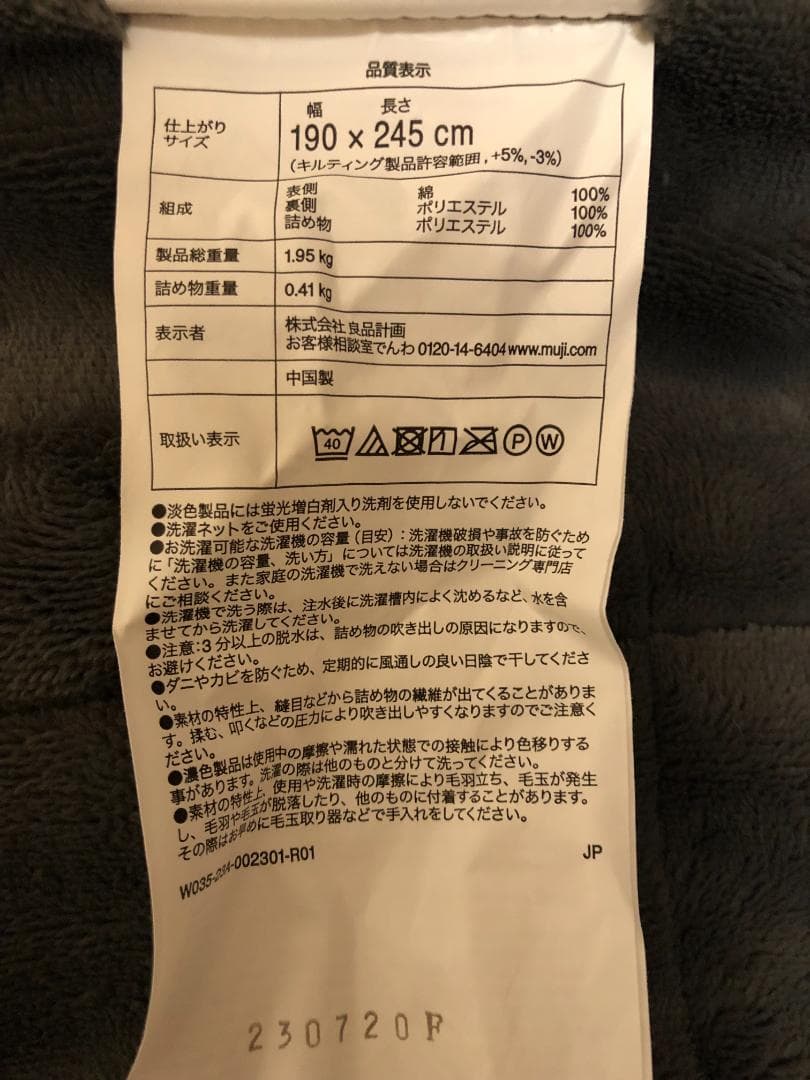 品質表示
仕上がり
サイズ
幅 長さ
190 × 245 cm
(キルティング製品許容範囲,+5%,-3%)
組成
表側 綿 100%
裏側 ポリエステル 100%
詰め物 ポリエステル 100%
製品総重量 1.95 kg
詰め物重量 0.41 kg
表示者
株式会社 良品計画
お客様相談室でんわ 0120-14-6404 www.muji.com
中国製
取扱い表示
40 P W
●淡色製品には蛍光増白剤入り洗剤を使用しないでください。
●洗濯ネットをご使用ください。
●お洗濯可能な洗濯機の容量(目安):洗濯機破損や事故を防ぐため
に「洗濯機の容量、洗い方」については洗濯機の取扱い説明に従って
ください。また家庭の洗濯機で洗えない場合はクリーニング専門店
にご相談ください。
●洗濯機で洗う際は、注水後に洗濯槽内によく沈めるなど、水を含
ませてから洗濯してください。
●注意:3分以上の脱水は、詰め物の吹き出しの原因になりますので、
お避けください。
●ダニやカビを防ぐため、定期的に風通しの良い日陰で干してくださ
い。
●素材の特性上、縫目などから詰め物の繊維が出てくることがありま
す。揉む、叩くなどの圧力により吹き出しやすくなりますのでご注意く
ださい。
●濃色製品は使用中の摩擦や濡れた状態での接触により色移りする
事があります。洗濯の際は他のものと分けて洗ってください。
●素材の特性上、使用や洗濯時の摩擦により毛羽立ち、毛玉が発生
し、毛羽や毛玉が脱落したり、他のものに付着することがあります。
その際はお早めに毛玉取り器などで手入れをしてください。
W035-23A-002301-R01 JP
230720F